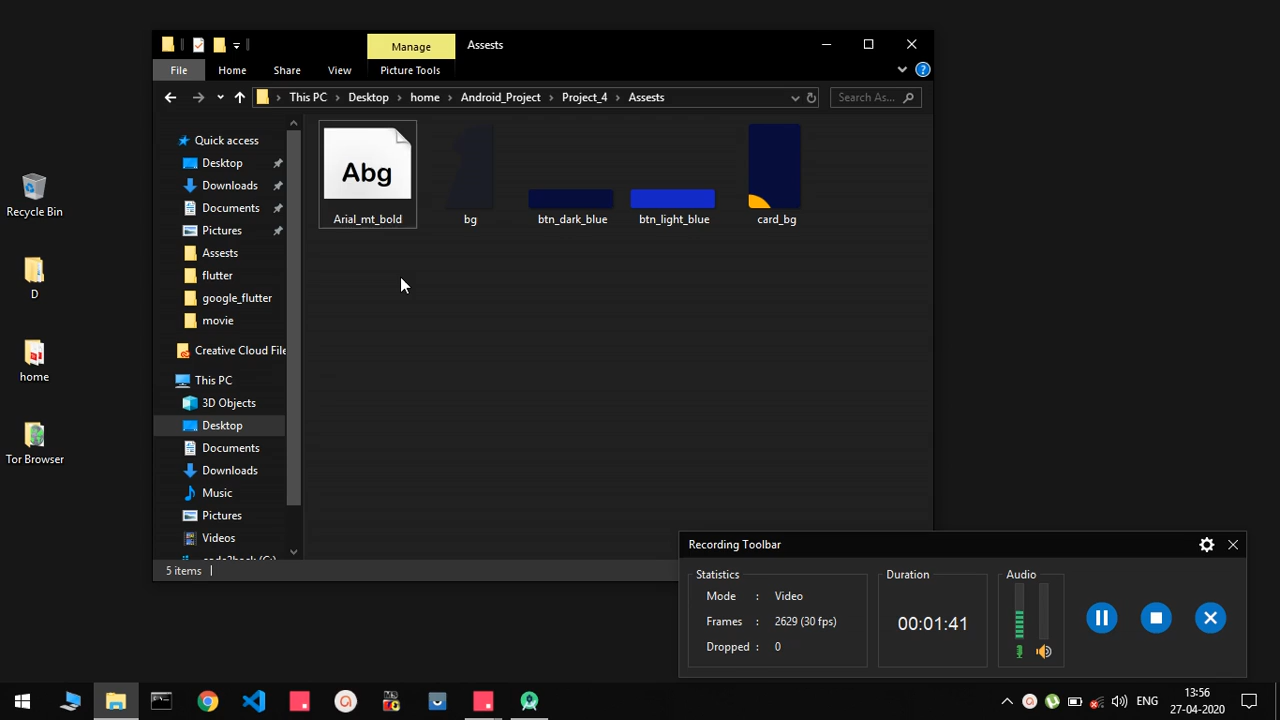 Recycle Bin
D
home
Tor Browser
Manage
Assests
File
Home
Share
View
Picture Tools
This PC
Desktop
home
Android_Project
Project_4
Assests
Search As...
Quick access
Desktop
Downloads
Documents
Pictures
Assests
flutter
google_flutter
movie
Creative Cloud File
This PC
3D Objects
Desktop
Documents
Downloads
Music
Pictures
Videos
Abg
Arial_mt_bold
bg
btn_dark_blue
btn_light_blue
card_bg
5 items
Recording Toolbar
Statistics
Mode : Video
Frames : 2629 (30 fps)
Dropped : 0
Duration
00:01:41
Audio
ENG
13:56
27-04-2020